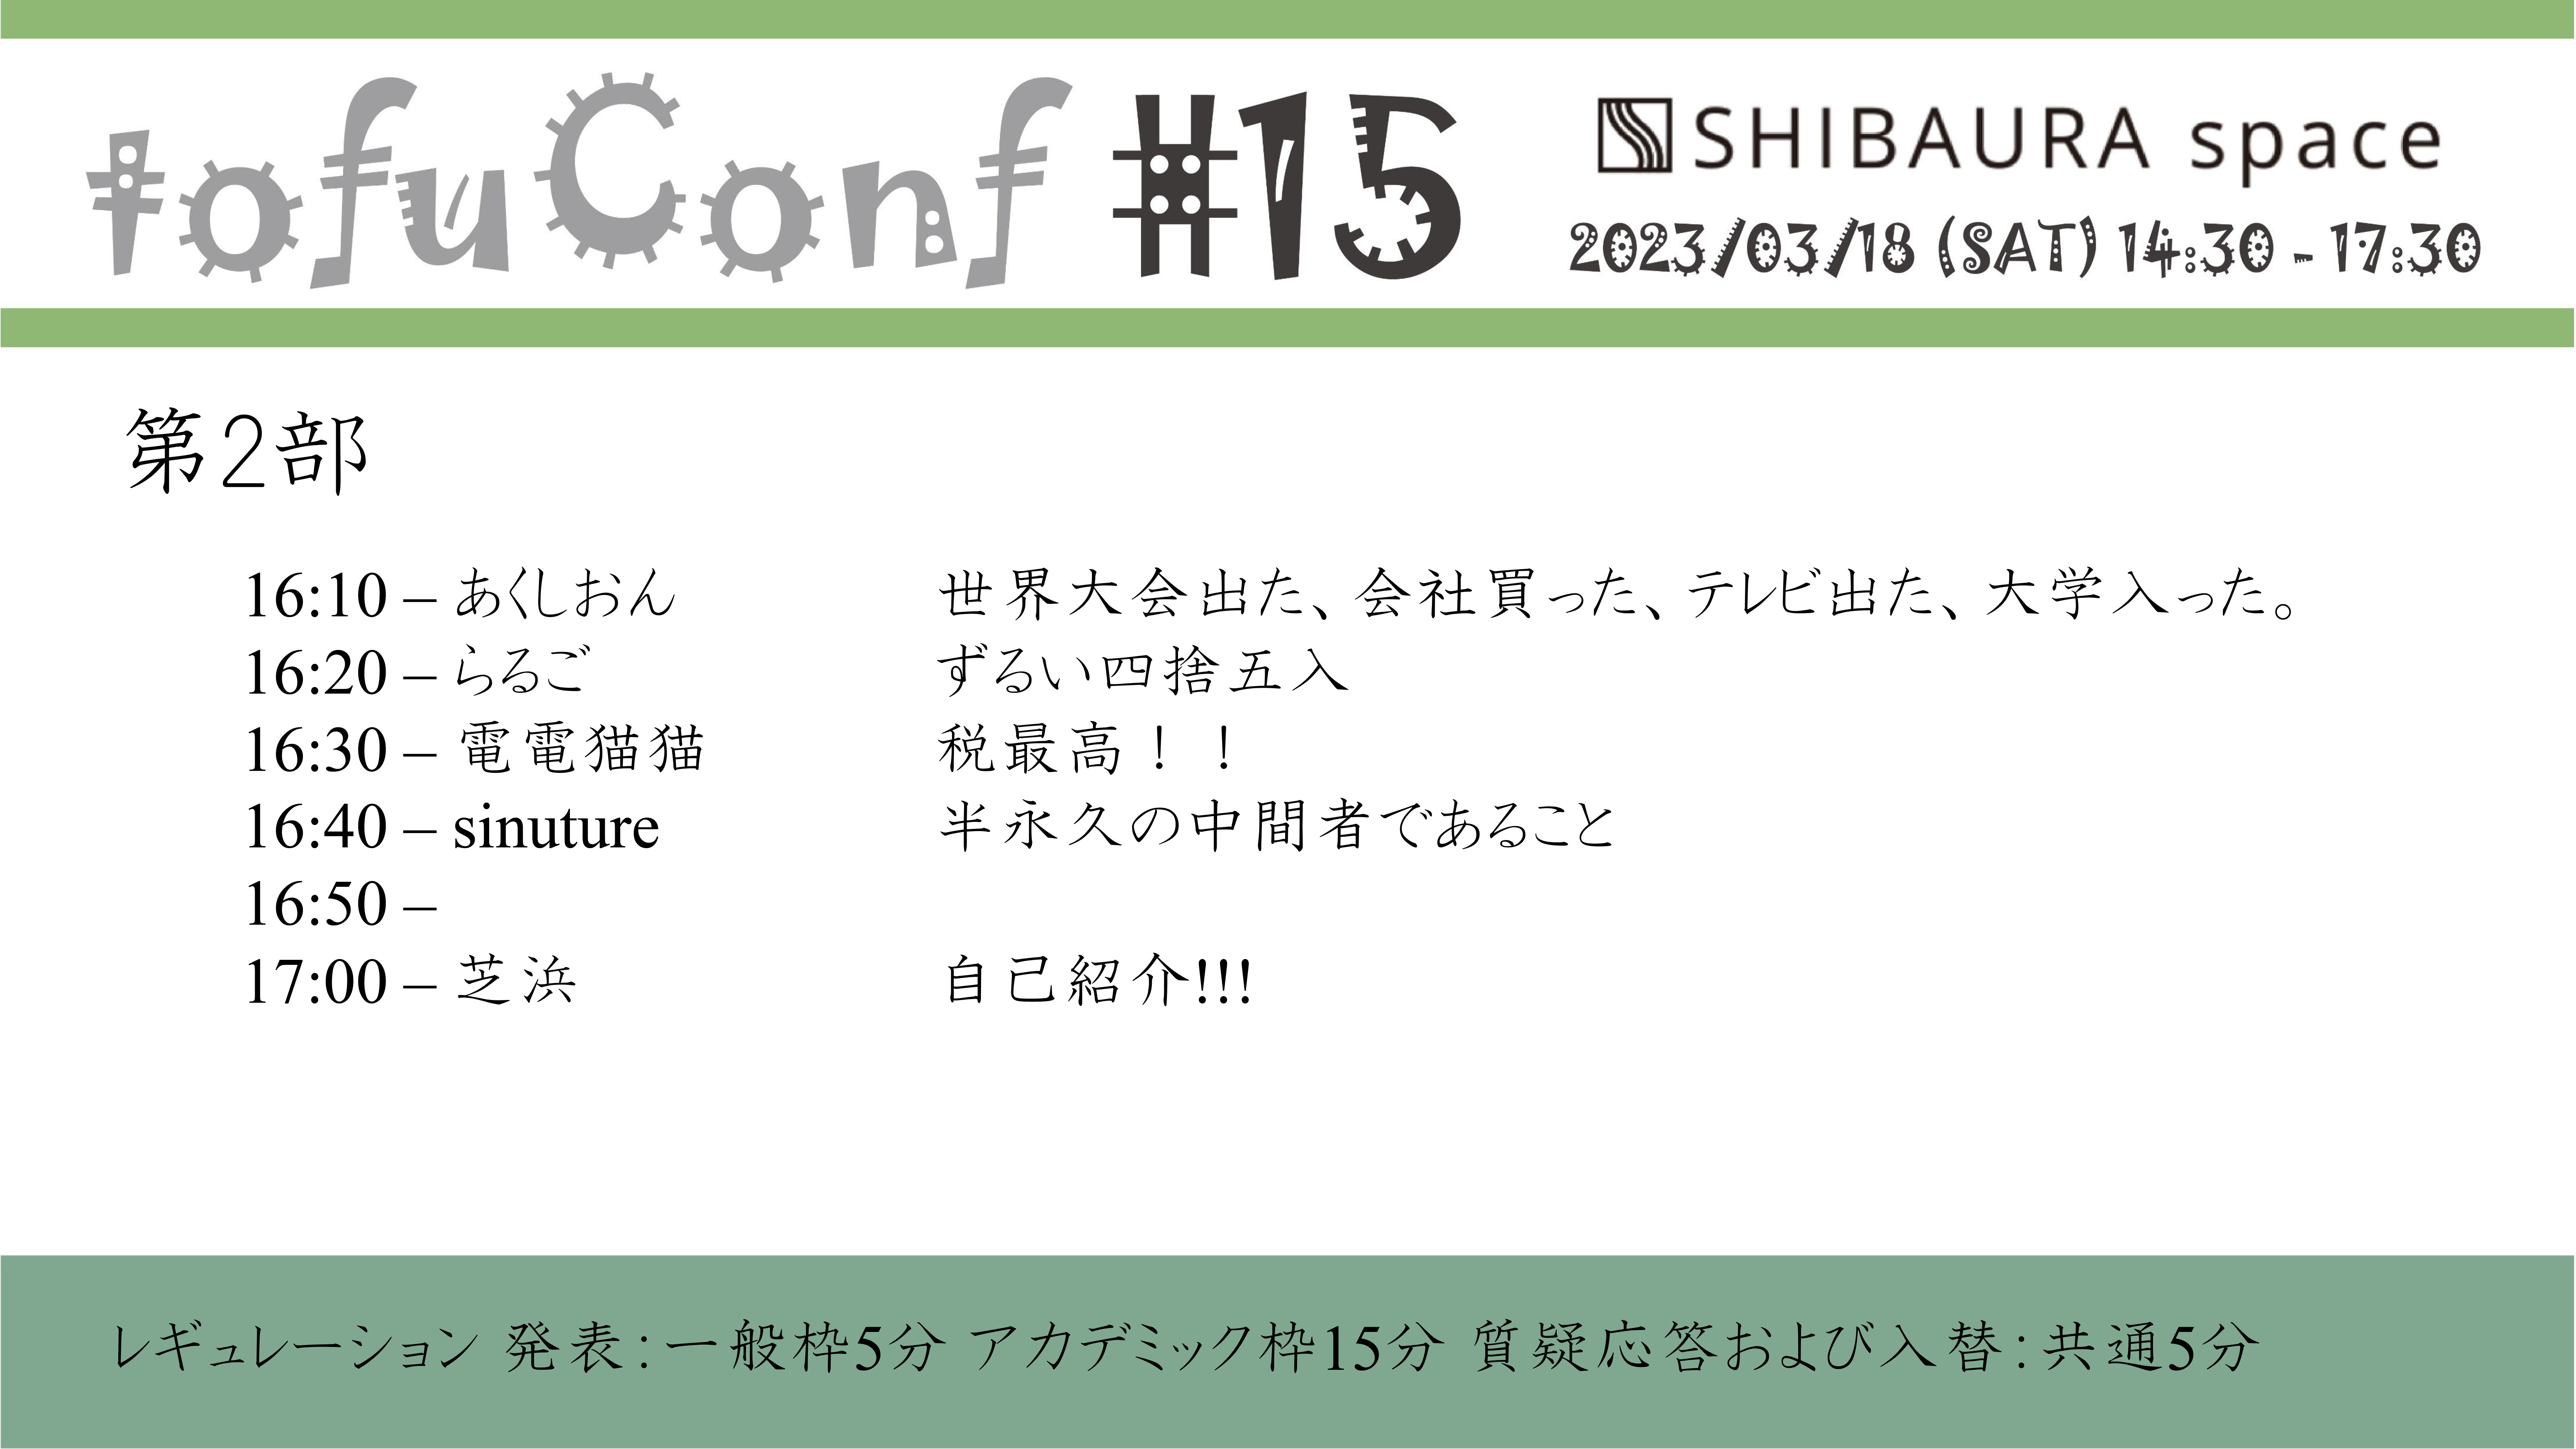 tofuConf #15
SHIBAURA space
2023/03/18 (SAT) 14:30 - 17:30
第2部
16:10 – あくしおん 世界大会出た、会社買った、テレビ出た、大学入った。
16:20 – らるご ずるい四捨五入
16:30 – 電電猫猫 税最高！！
16:40 – sinuture 半永久の中間者であること
16:50 –
17:00 – 芝浜 自己紹介!!!
レギュレーション 発表：一般枠5分 アカデミック枠15分 質疑応答および入替：共通5分